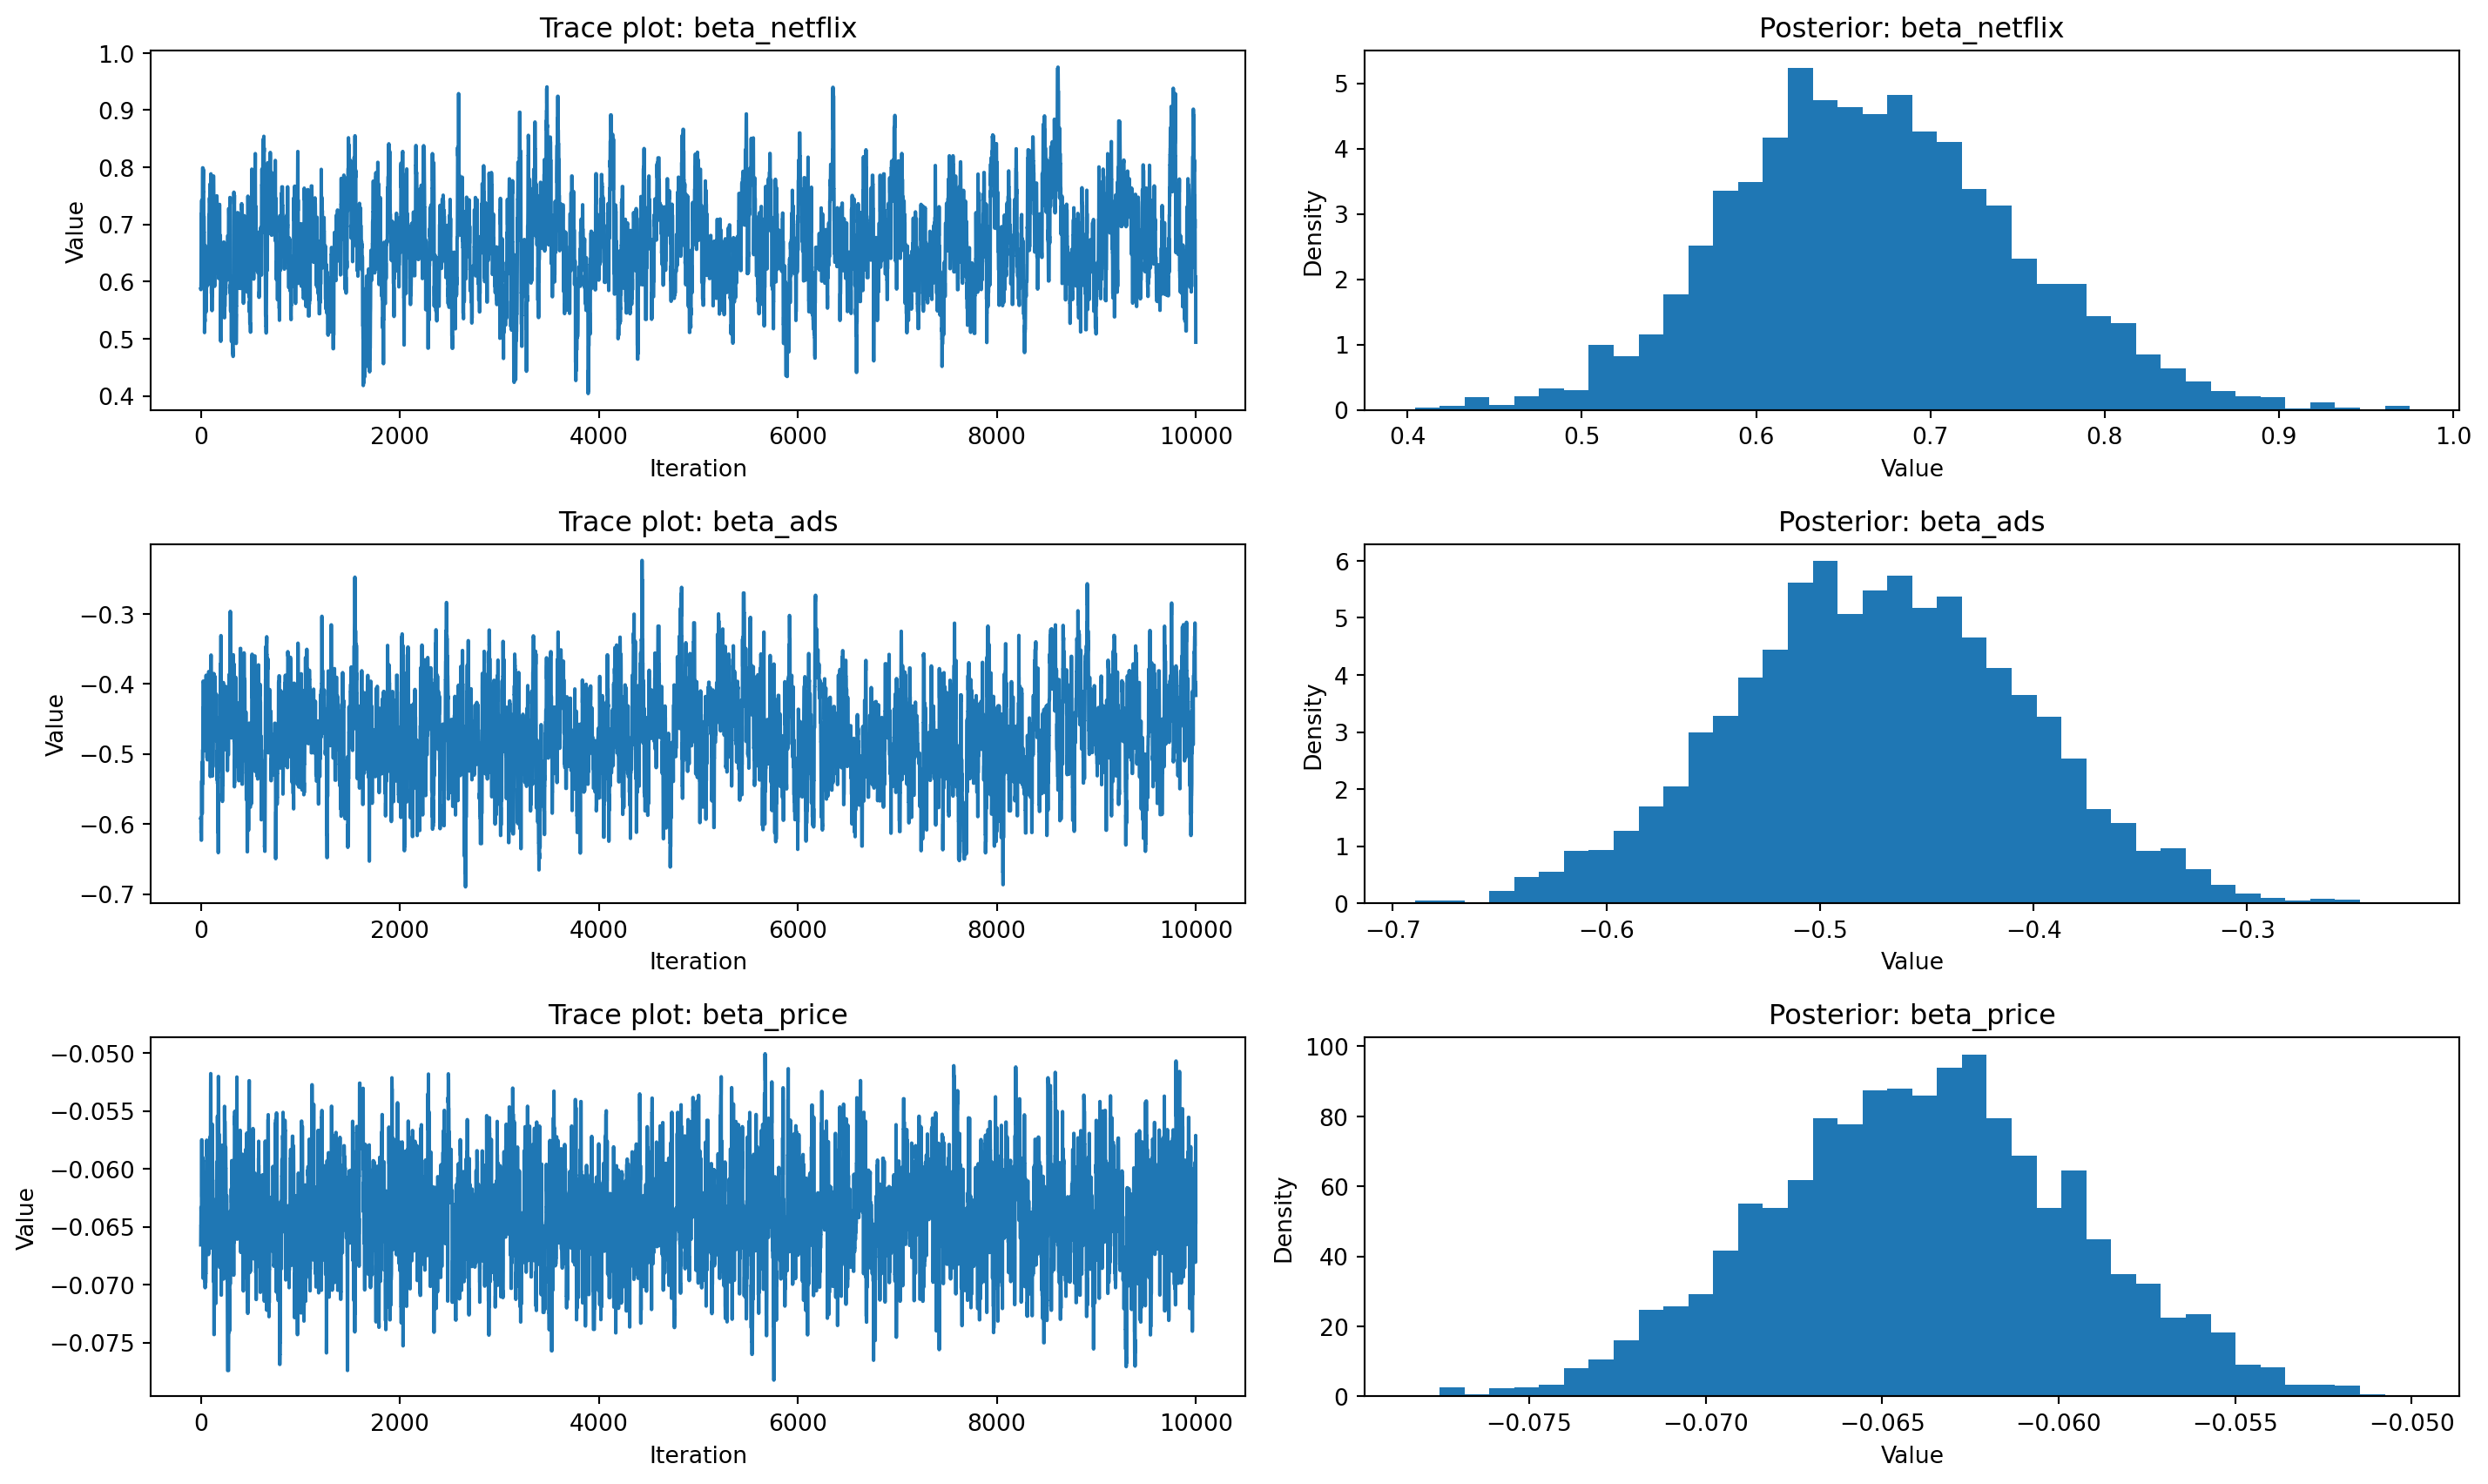 Trace plot: beta_netflix
1.0
0.9
0.8
0.7
0.6
0.5
0.4
Value
0 2000 4000 6000 8000 10000
Iteration
Posterior: beta_netflix
5
4
3
2
1
0
Density
0.4 0.5 0.6 0.7 0.8 0.9 1.0
Value
Trace plot: beta_ads
−0.3
−0.4
−0.5
−0.6
−0.7
Value
0 2000 4000 6000 8000 10000
Iteration
Posterior: beta_ads
6
5
4
3
2
1
0
Density
−0.7 −0.6 −0.5 −0.4 −0.3
Value
Trace plot: beta_price
−0.050
−0.055
−0.060
−0.065
−0.070
−0.075
Value
0 2000 4000 6000 8000 10000
Iteration
Posterior: beta_price
100
80
60
40
20
0
Density
−0.075 −0.070 −0.065 −0.060 −0.055 −0.050
Value